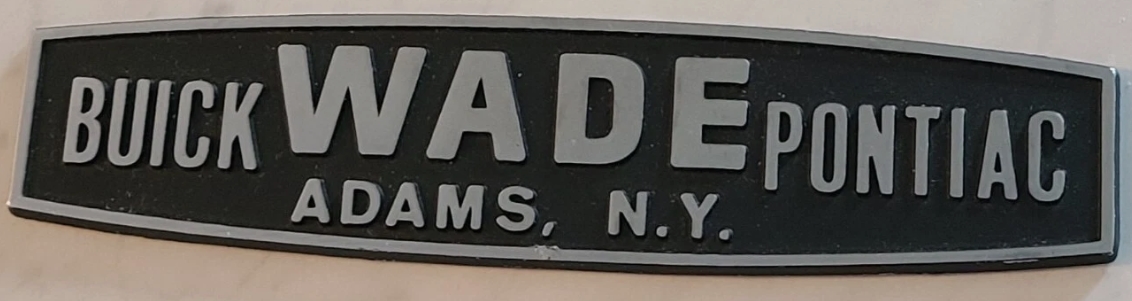 BUICK WADE PONTIAC
ADAMS, N.Y.